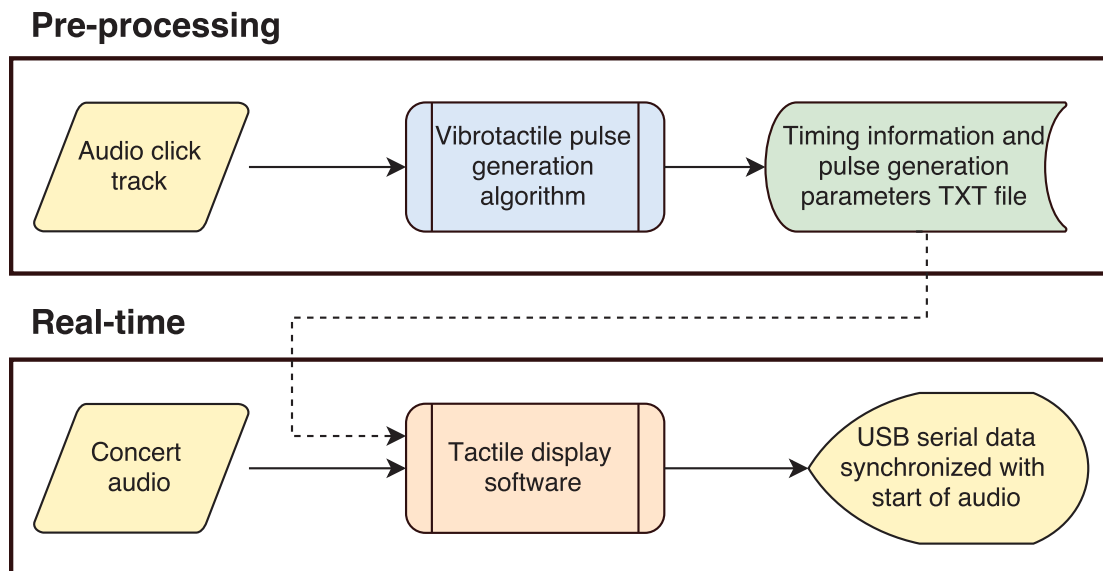 Pre-processing
Audio click
track
Vibrotactile pulse
generation
algorithm
Timing information and
pulse generation
parameters TXT file
Real-time
Concert
audio
Tactile display
software
USB serial data
synchronized with
start of audio